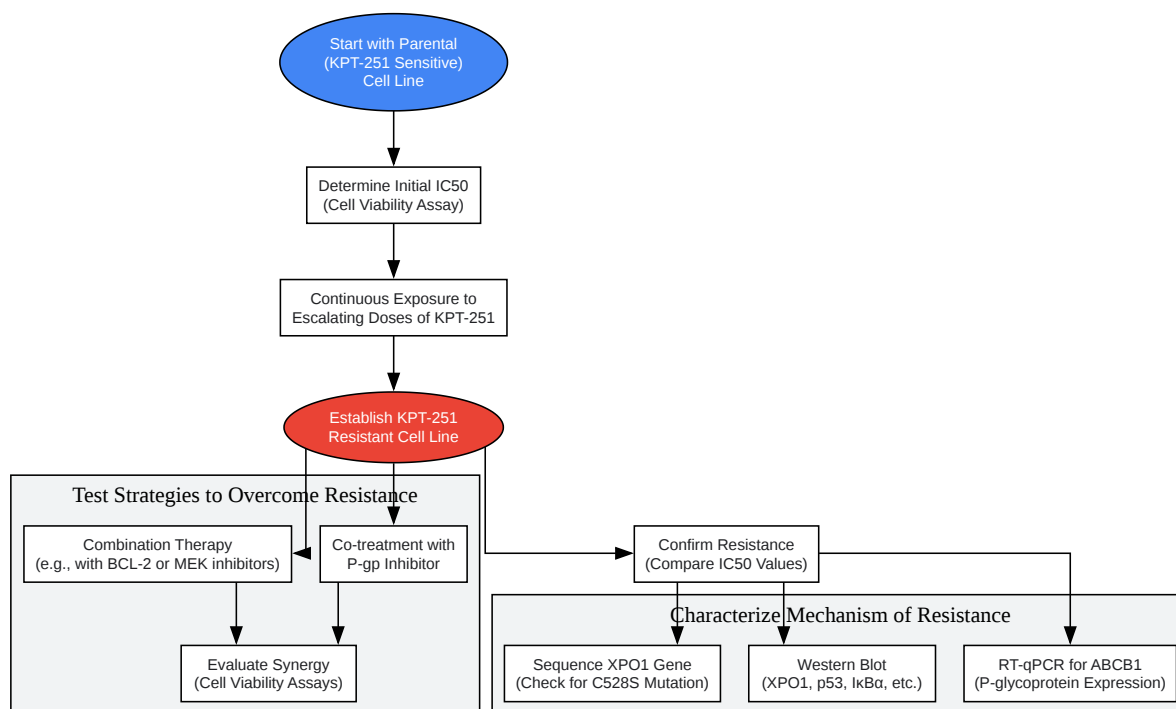 Start with Parental
(KPT-251 Sensitive)
Cell Line
Determine Initial IC50
(Cell Viability Assay)
Continuous Exposure to
Escalating Doses of KPT-251
Establish KPT-251
Resistant Cell Line
Test Strategies to Overcome Resistance
Combination Therapy
(e.g., with BCL-2 or MEK inhibitors)
Co-treatment with
P-gp Inhibitor
Evaluate Synergy
(Cell Viability Assays)
Confirm Resistance
(Compare IC50 Values)
Characterize Mechanism of Resistance
Sequence XPO1 Gene
(Check for C528S Mutation)
Western Blot
(XPO1, p53, IκBα, etc.)
RT-qPCR for ABCB1
(P-glycoprotein Expression)